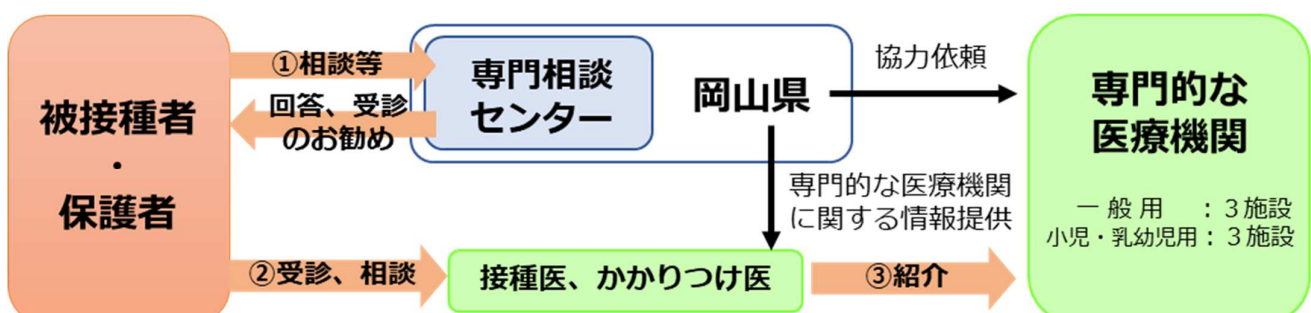 被接種者
・
保護者
①相談等
回答、受診
のお勧め
専門相談
センター
岡山県
協力依頼
専門的な
医療機関
一 般 用　：３施設
小児・乳幼児用：３施設
専門的な医療機関
に関する情報提供
②受診、相談
接種医、かかりつけ医
③紹介